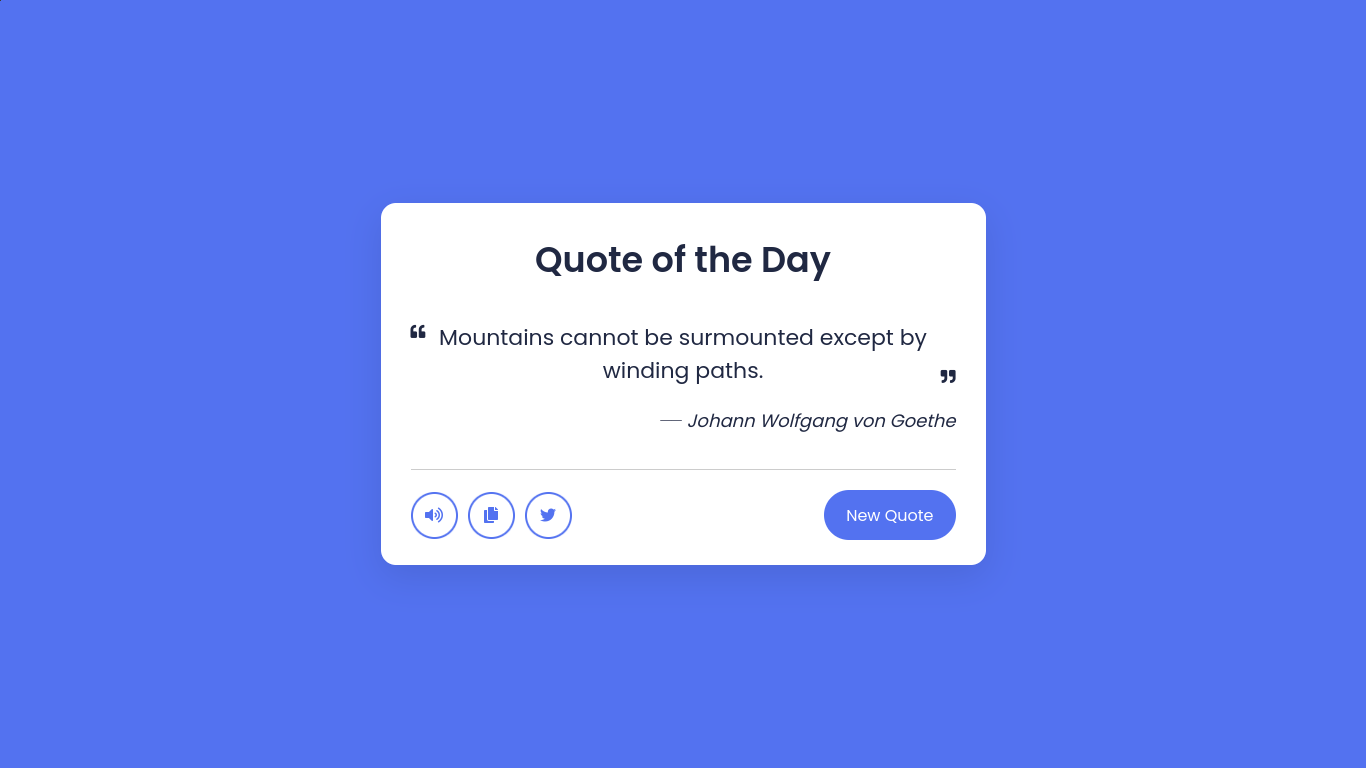 Quote of the Day
“ Mountains cannot be surmounted except by
winding paths. ”
— Johann Wolfgang von Goethe
New Quote